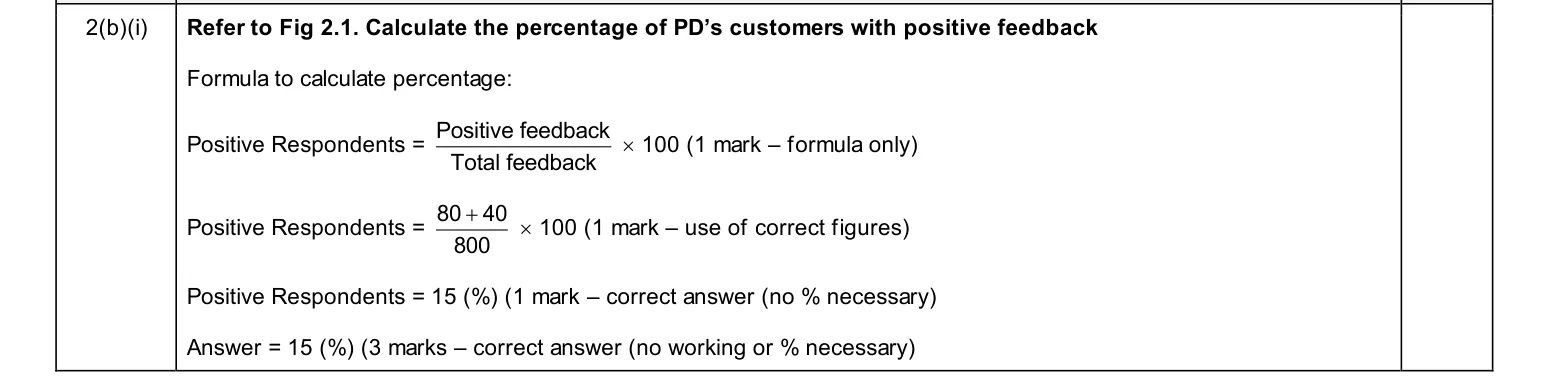 2(b)(i) Refer to Fig 2.1. Calculate the percentage of PD’s customers with positive feedback
Formula to calculate percentage:
Positive Respondents = Positive feedback / Total feedback × 100 (1 mark – formula only)
Positive Respondents = 80 + 40 / 800 × 100 (1 mark – use of correct figures)
Positive Respondents = 15 (%) (1 mark – correct answer (no % necessary)
Answer = 15 (%) (3 marks – correct answer (no working or % necessary)